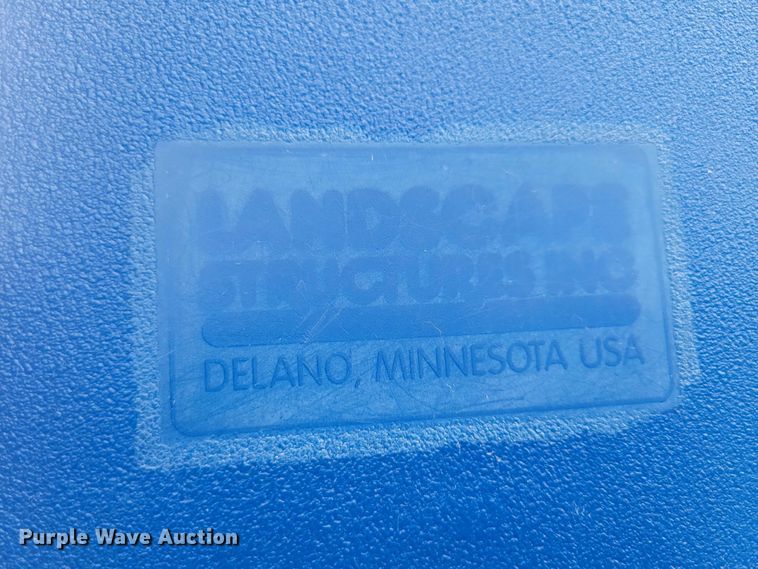 LANDSCAPE
STRUCTURES INC
DELANO, MINNESOTA USA
Purple Wave Auction